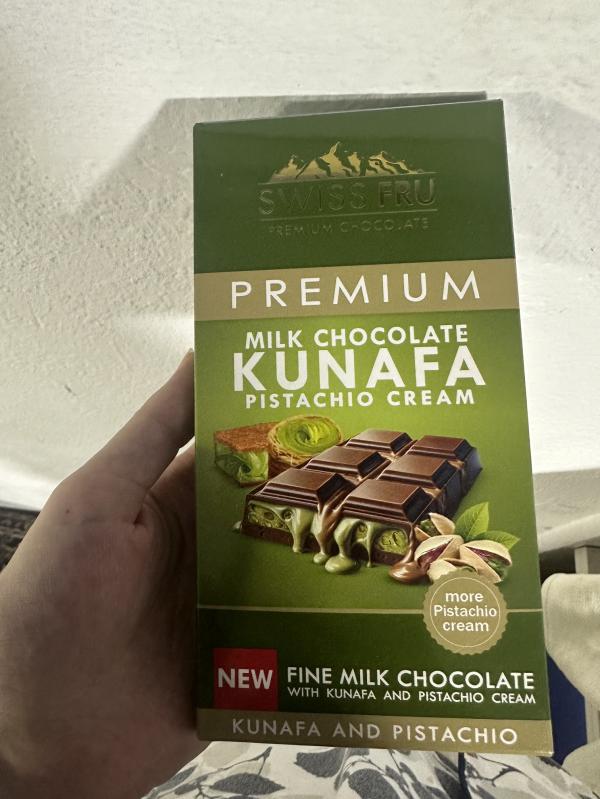 SWISS FRU
PREMIUM CHOCOLATE
PREMIUM
MILK CHOCOLATE
KUNAFA
PISTACHIO CREAM
more
Pistachio
cream
NEW
FINE MILK CHOCOLATE
WITH KUNAFA AND PISTACHIO CREAM
KUNAFA AND PISTACHIO